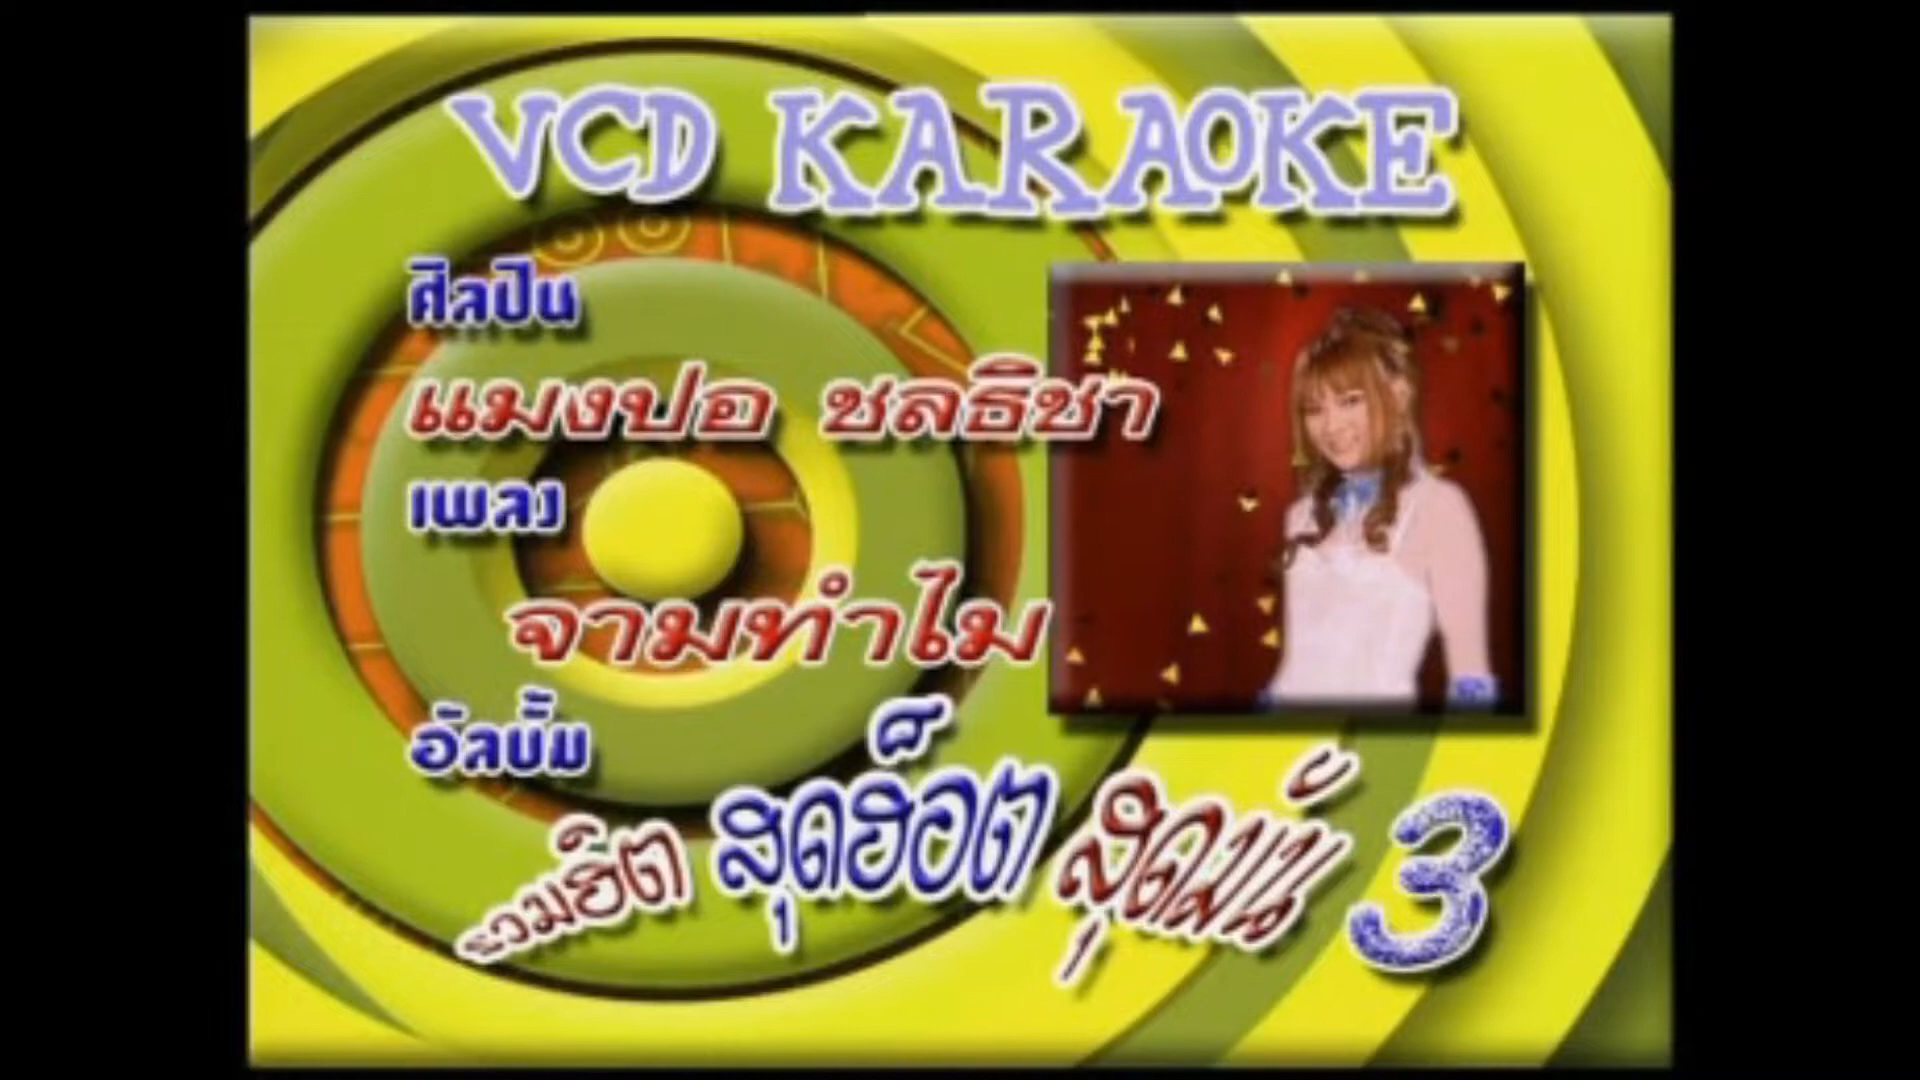 VCD KARAOKE
ศิลปิน
แมงปอ ชลธิชา
เพลง
จามทำไม
อัลบั้ม
รวมฮิต สุดฮ็อต สุดมันส์ 3